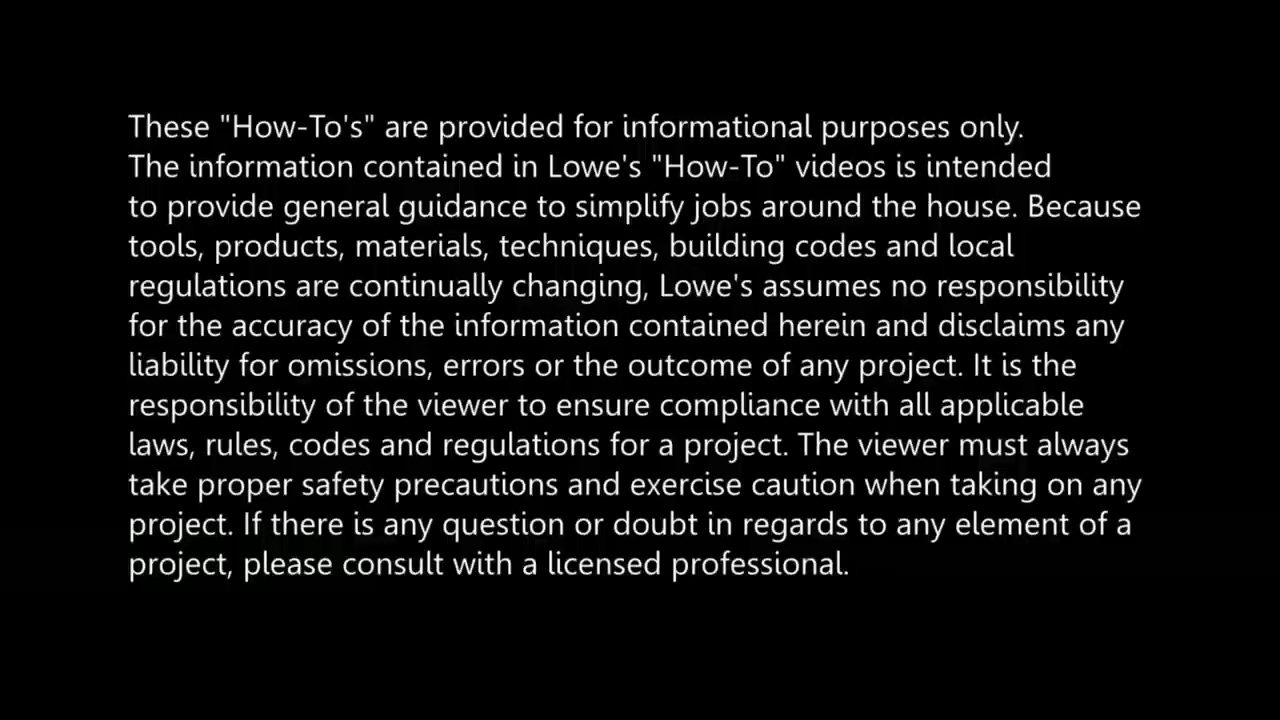 These "How-To's" are provided for informational purposes only.
The information contained in Lowe's "How-To" videos is intended
to provide general guidance to simplify jobs around the house. Because
tools, products, materials, techniques, building codes and local
regulations are continually changing, Lowe's assumes no responsibility
for the accuracy of the information contained herein and disclaims any
liability for omissions, errors or the outcome of any project. It is the
responsibility of the viewer to ensure compliance with all applicable
laws, rules, codes and regulations for a project. The viewer must always
take proper safety precautions and exercise caution when taking on any
project. If there is any question or doubt in regards to any element of a
project, please consult with a licensed professional.